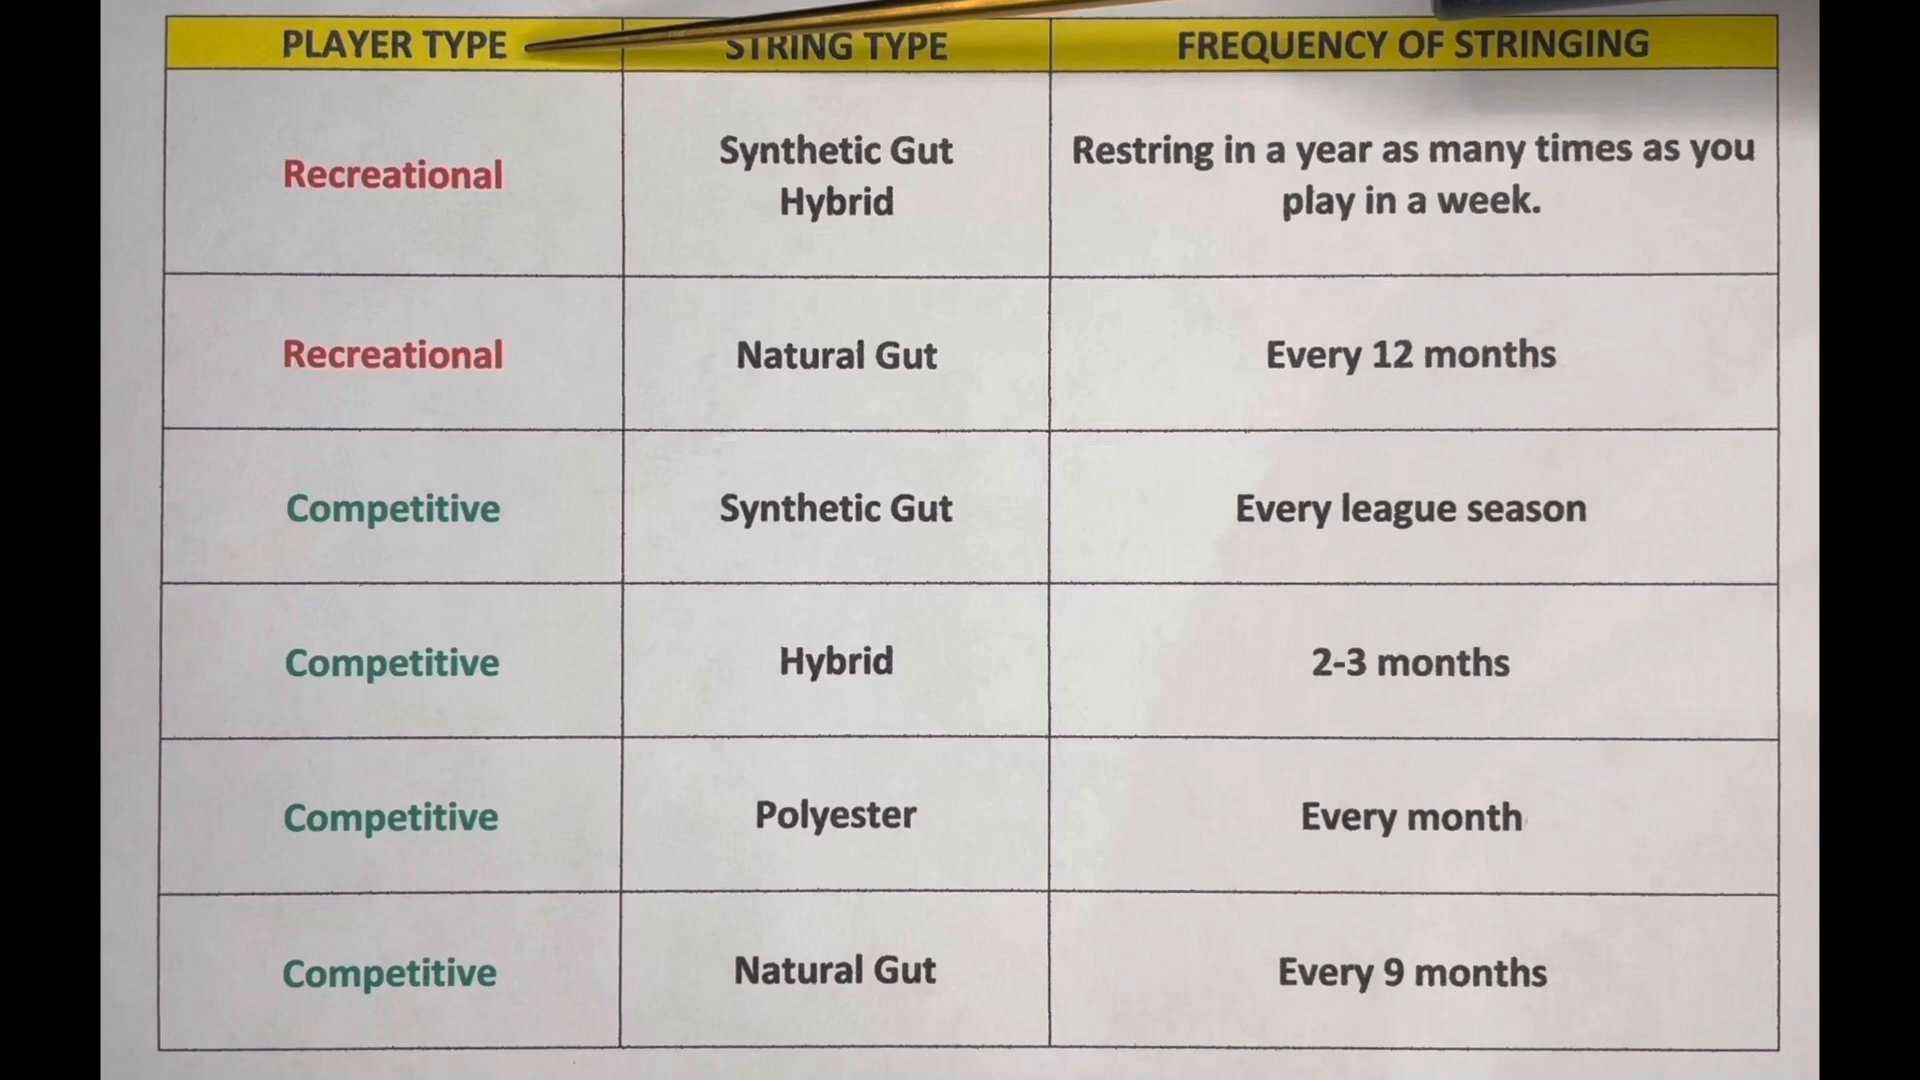 PLAYER TYPE STRING TYPE FREQUENCY OF STRINGING
Recreational
Synthetic Gut
Hybrid
Restring in a year as many times as you
play in a week.
Recreational Natural Gut Every 12 months
Competitive Synthetic Gut Every league season
Competitive Hybrid 2-3 months
Competitive Polyester Every month
Competitive Natural Gut Every 9 months